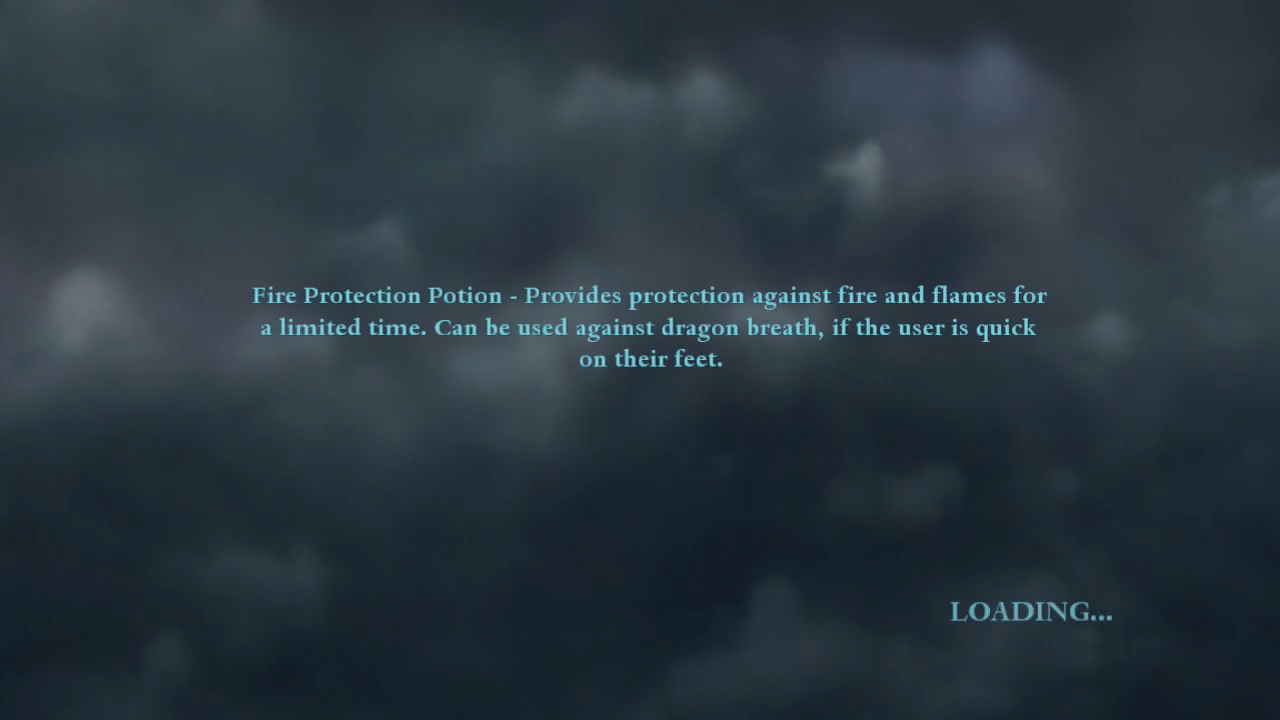 Fire Protection Potion - Provides protection against fire and flames for
a limited time. Can be used against dragon breath, if the user is quick
on their feet.
LOADING...